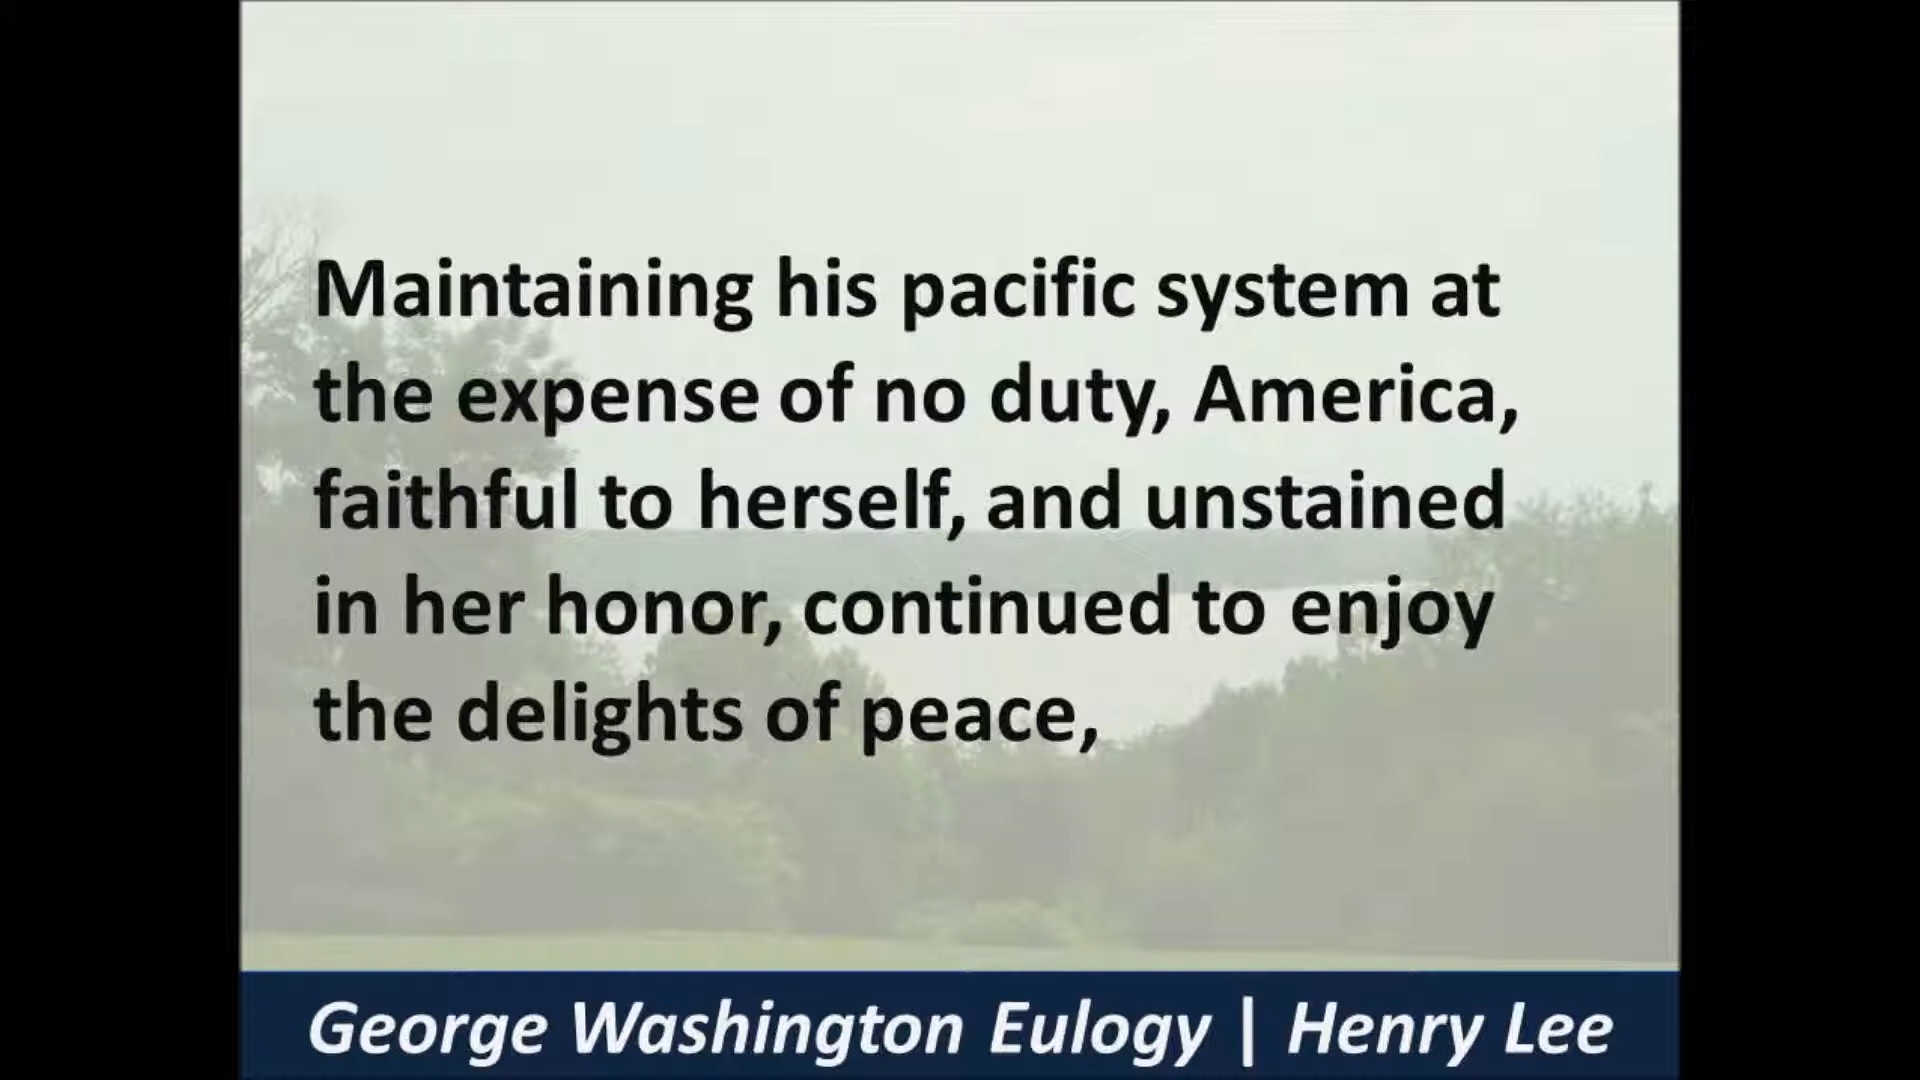 Maintaining his pacific system at
the expense of no duty, America,
faithful to herself, and unstained
in her honor, continued to enjoy
the delights of peace,
George Washington Eulogy | Henry Lee